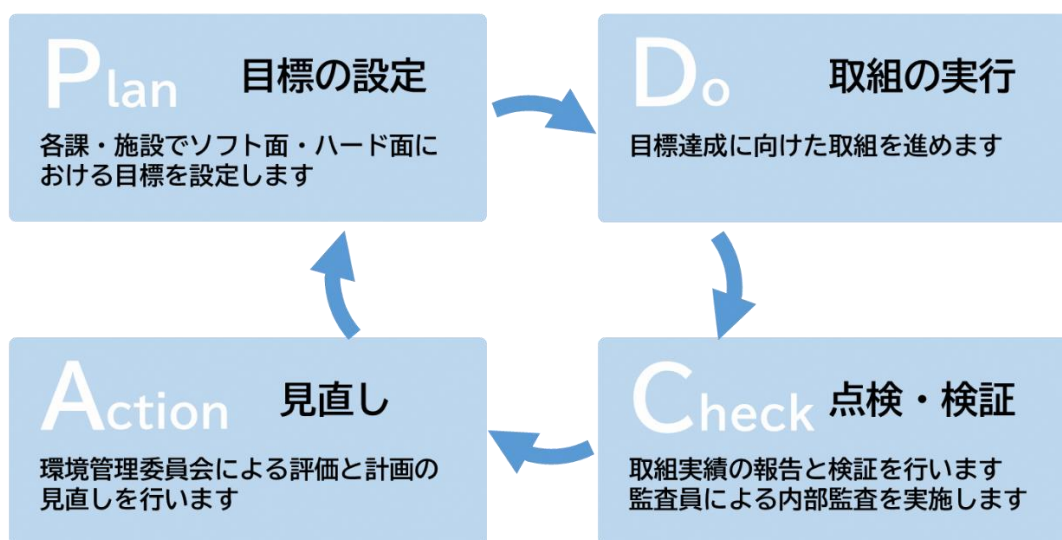 Plan 目標の設定
各課・施設でソフト面・ハード面に
おける目標を設定します
Do 取組の実行
目標達成に向けた取組を進めます
Check 点検・検証
取組実績の報告と検証を行います
監査員による内部監査を実施します
Action 見直し
環境管理委員会による評価と計画の
見直しを行います